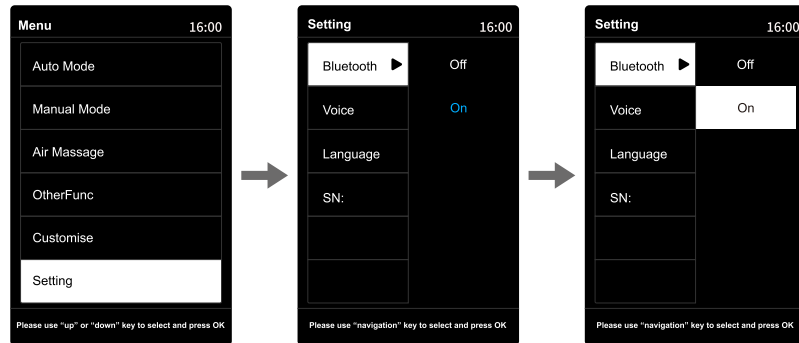 Menu 16:00
Auto Mode
Manual Mode
Air Massage
OtherFunc
Customise
Setting
Please use “up” or “down” key to select and press OK
Setting 16:00
Bluetooth Off
Voice On
Language
SN:
Please use “navigation” key to select and press OK
Setting 16:00
Bluetooth Off
Voice On
Language
SN:
Please use “navigation” key to select and press OK